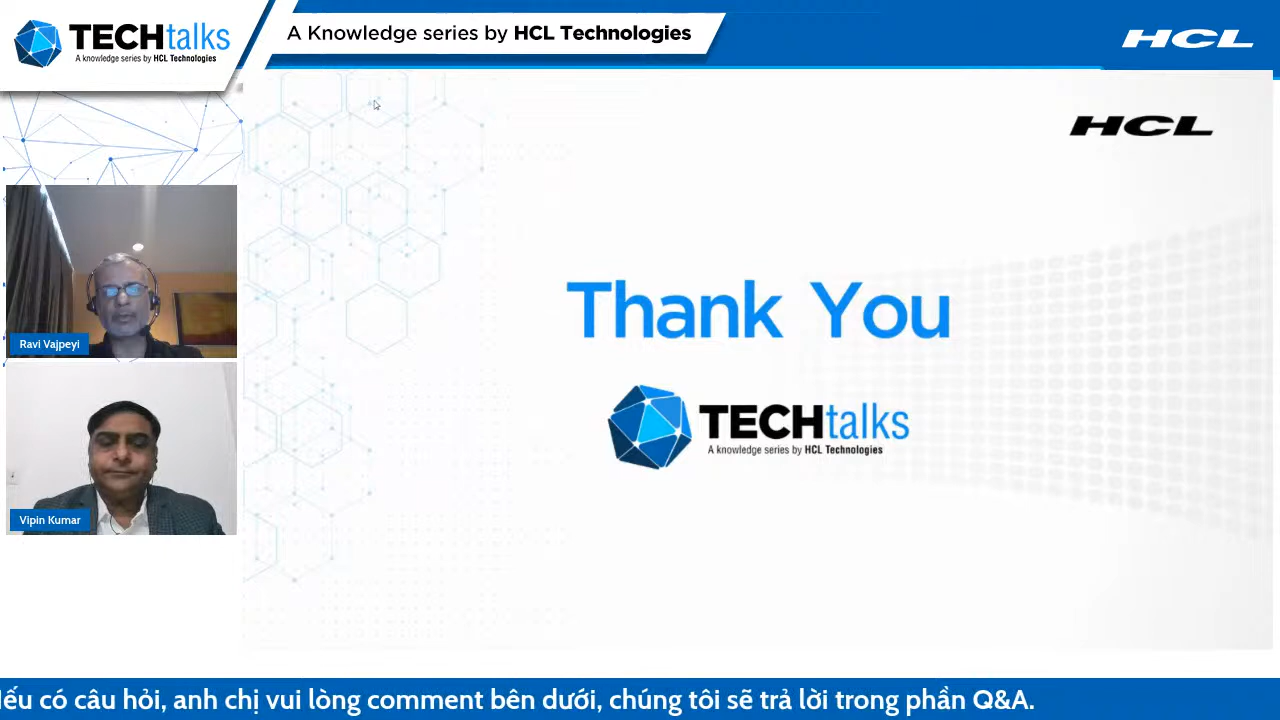 TECHtalks
A knowledge series by HCL Technologies
A Knowledge series by HCL Technologies
HCL
HCL
Thank You
TECHtalks
A knowledge series by HCL Technologies
Ravi Vajpeyi
Vipin Kumar
có câu hỏi, anh chị vui lòng comment bên dưới, chúng tôi sẽ trả lời trong phần Q&A.